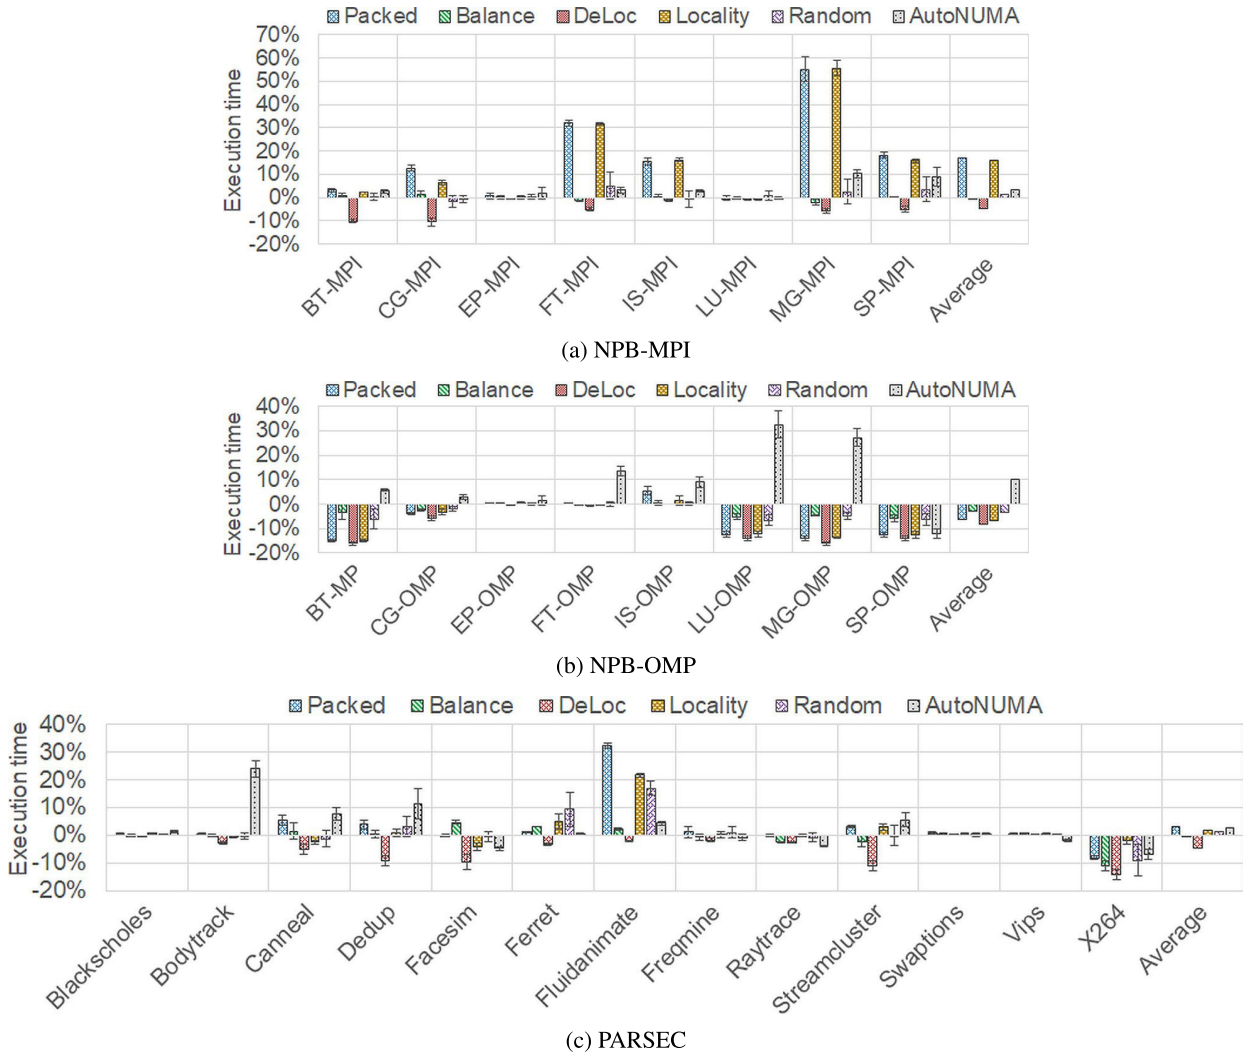 Packed Balance DeLoc Locality Random AutoNUMA
70%
60%
50%
40%
30%
20%
10%
0%
-10%
-20%
Execution time
BT-MPI CG-MPI EP-MPI FT-MPI IS-MPI LU-MPI MG-MPI SP-MPI Average
(a) NPB-MPI
Packed Balance DeLoc Locality Random AutoNUMA
40%
30%
20%
10%
0%
-10%
-20%
Execution time
BT-MP CG-OMP EP-OMP FT-OMP IS-OMP LU-OMP MG-OMP SP-OMP Average
(b) NPB-OMP
Packed Balance DeLoc Locality Random AutoNUMA
40%
30%
20%
10%
0%
-10%
-20%
Execution time
Blackscholes Bodytrack Canneal Dedup Facesim Ferret Fluidanimate Freqmine Raytrace Streamcluster Swaptions Vips X264 Average
(c) PARSEC